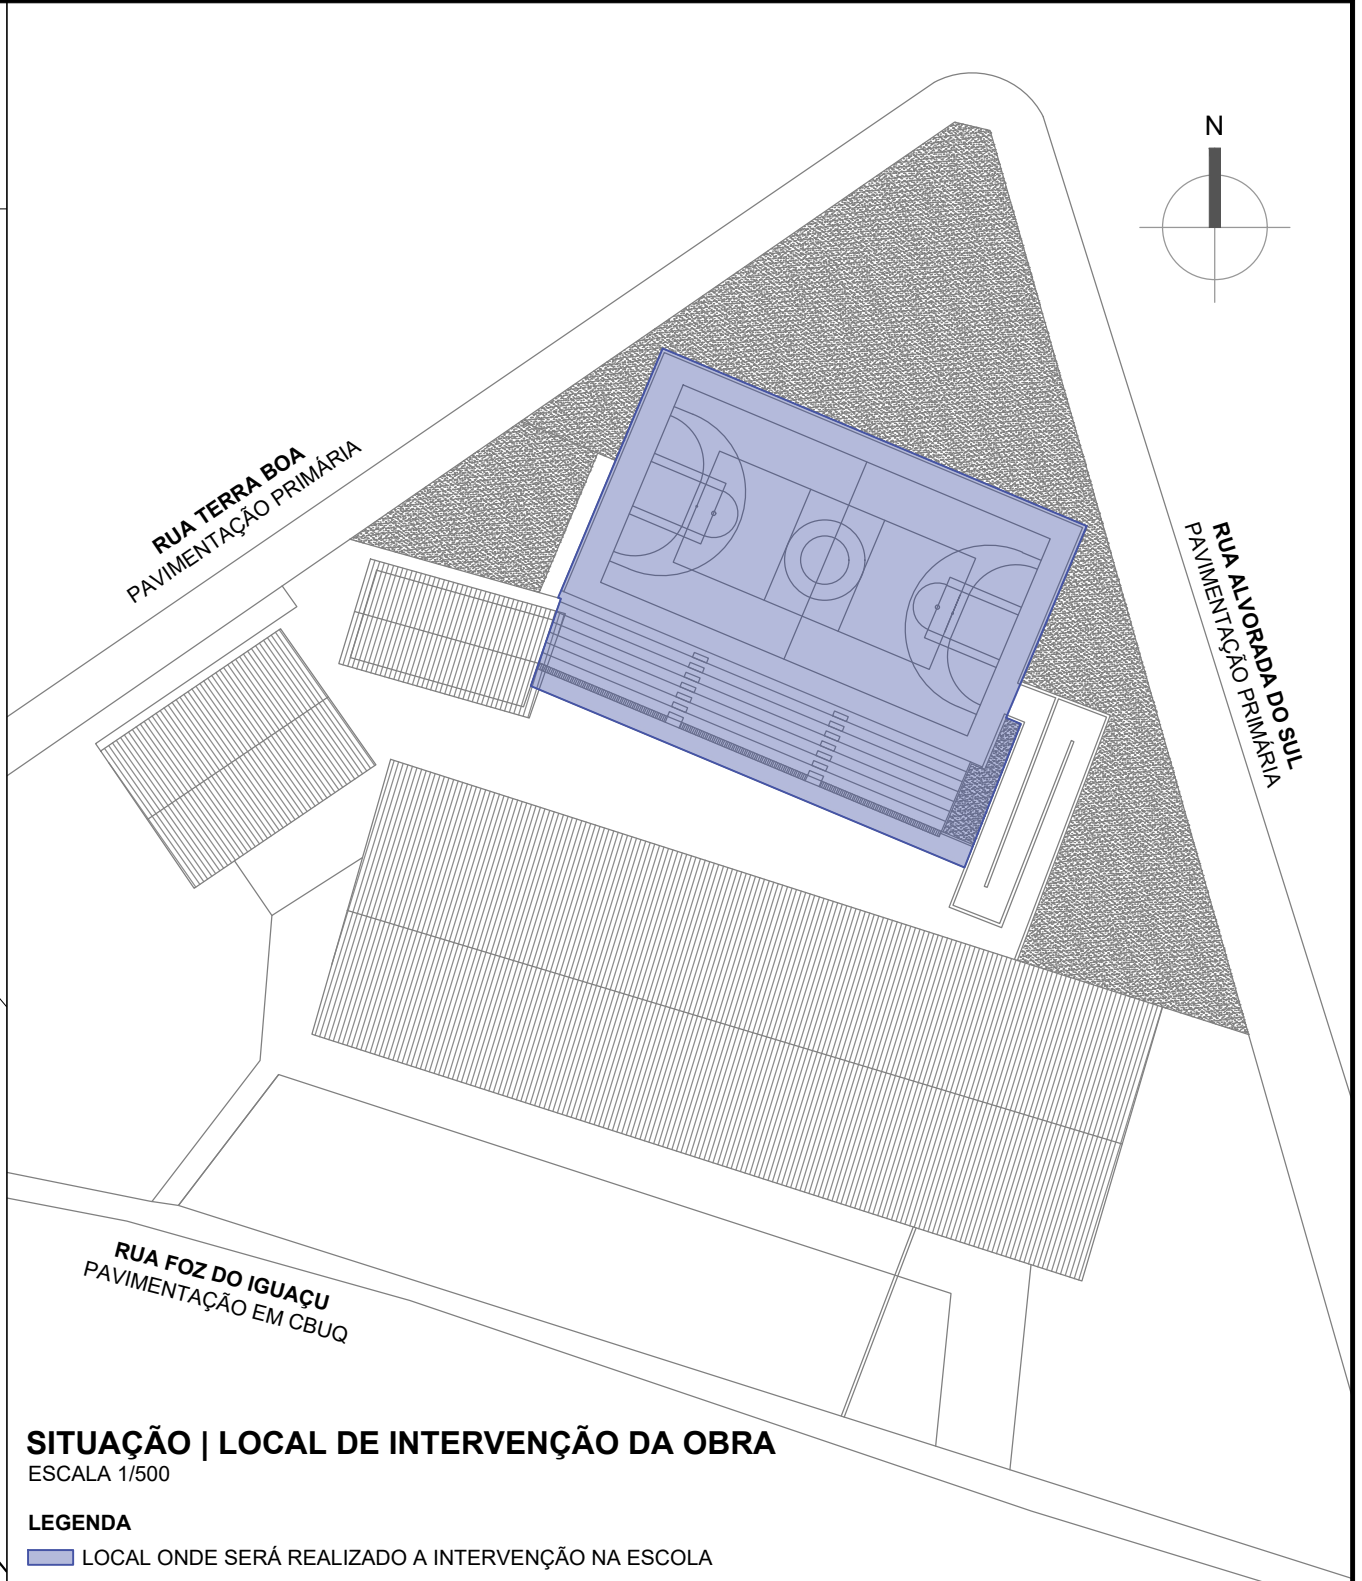 N
RUA TERRA BOA
PAVIMENTAÇÃO PRIMÁRIA
RUA ALVORADA DO SUL
PAVIMENTAÇÃO PRIMÁRIA
RUA FOZ DO IGUAÇU
PAVIMENTAÇÃO EM CBUQ
SITUAÇÃO | LOCAL DE INTERVENÇÃO DA OBRA
ESCALA 1/500
LEGENDA
LOCAL ONDE SERÁ REALIZADO A INTERVENÇÃO NA ESCOLA